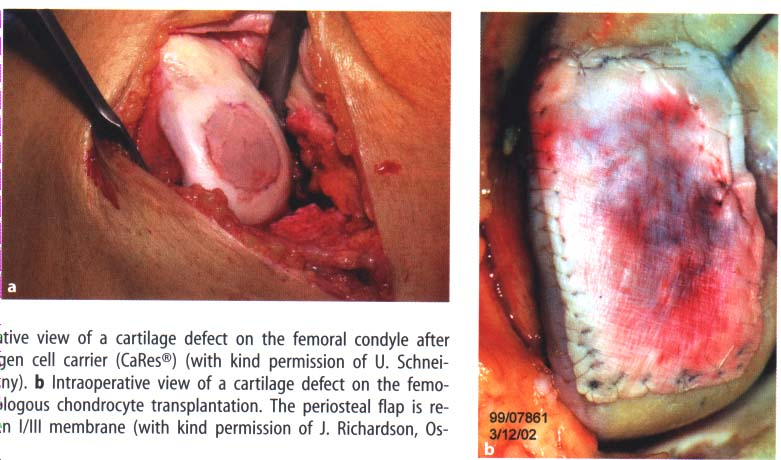 a
ative view of a cartilage defect on the femoral condyle after
gen cell carrier (CaRes®) (with kind permission of U. Schnei-
ny). b Intraoperative view of a cartilage defect on the femo-
logous chondrocyte transplantation. The periosteal flap is re-
n I/III membrane (with kind permission of J. Richardson, Os-
99/07861
3/12/02
b